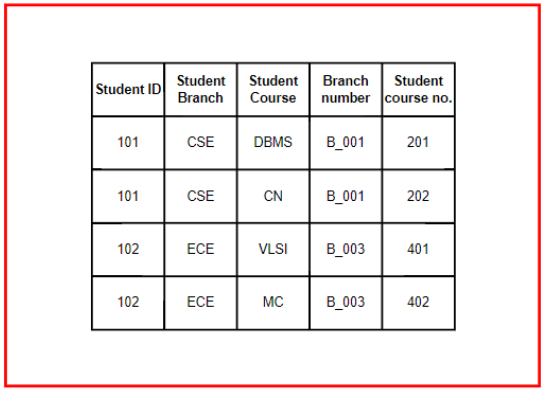 Student ID Student Branch Student Course Branch number Student course no.
101 CSE DBMS B_001 201
101 CSE CN B_001 202
102 ECE VLSI B_003 401
102 ECE MC B_003 402